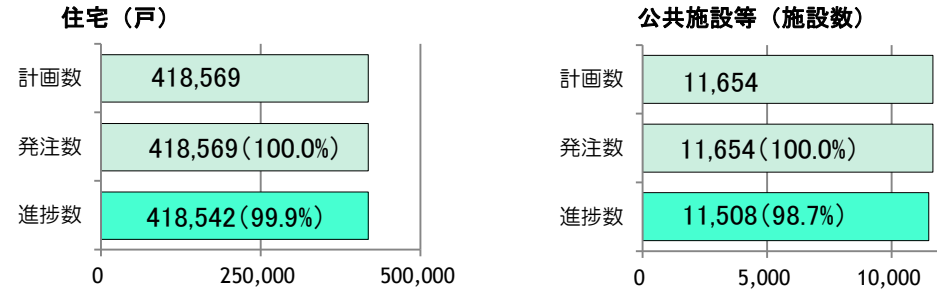 住宅（戸）
計画数 418,569
発注数 418,569(100.0%)
進捗数 418,542(99.9%)
0 250,000 500,000
公共施設等（施設数）
計画数 11,654
発注数 11,654(100.0%)
進捗数 11,508(98.7%)
0 5,000 10,000